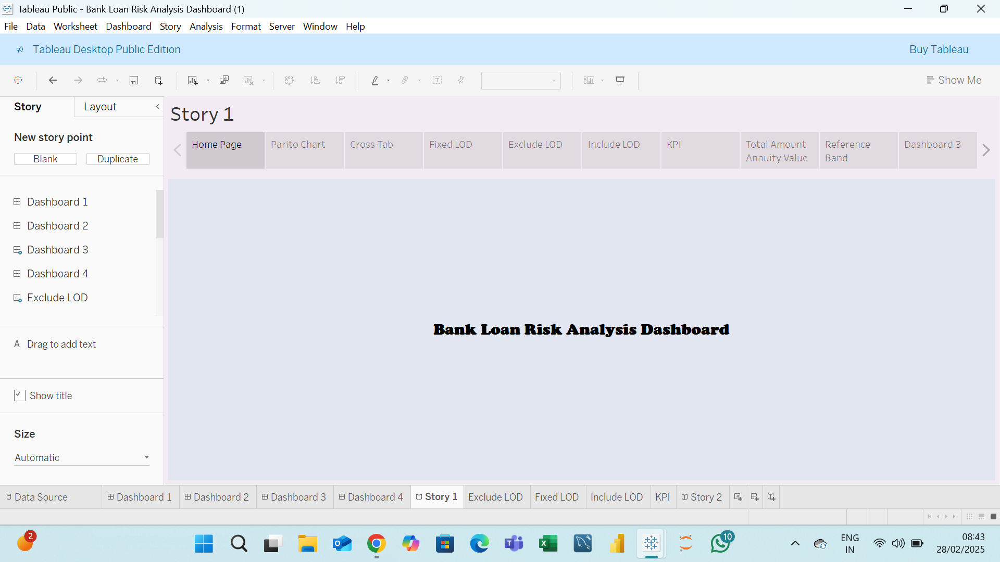 Tableau Public - Bank Loan Risk Analysis Dashboard (1)
File Data Worksheet Dashboard Story Analysis Format Server Window Help
Tableau Desktop Public Edition
Buy Tableau
Show Me
Story
Layout
New story point
Blank
Duplicate
Dashboard 1
Dashboard 2
Dashboard 3
Dashboard 4
Exclude LOD
A Drag to add text
Show title
Size
Automatic
Story 1
Home Page
Parito Chart
Cross-Tab
Fixed LOD
Exclude LOD
Include LOD
KPI
Total Amount
Annuity Value
Reference
Band
Dashboard 3
Bank Loan Risk Analysis Dashboard
Data Source
Dashboard 1
Dashboard 2
Dashboard 3
Dashboard 4
Story 1
Exclude LOD
Fixed LOD
Include LOD
KPI
Story 2
2
10
ENG
IN
08:43
28/02/2025